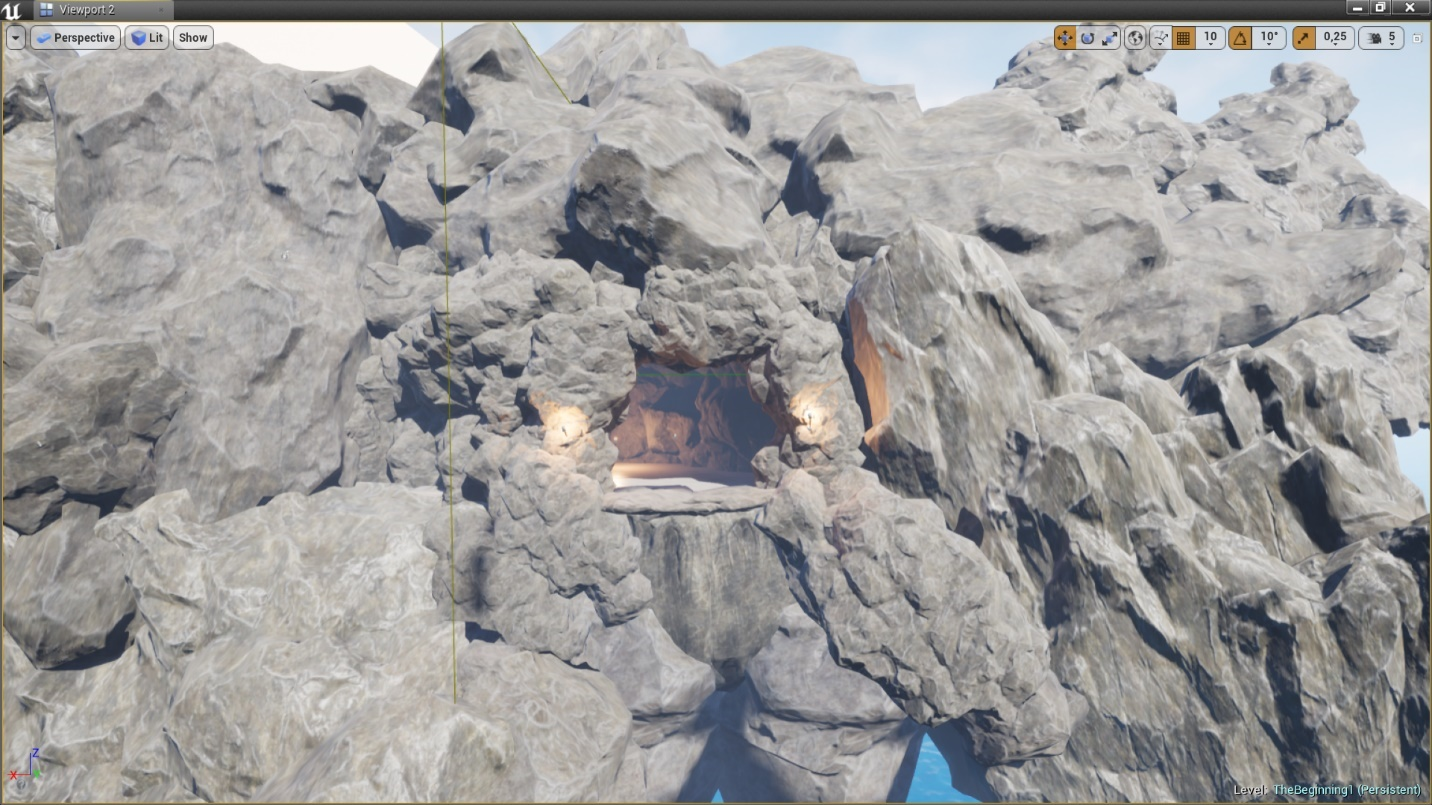 Viewport 2
Perspective Lit Show 10 10° 0,25 5
Z
X
Level: TheBeginning1 (Persistent)